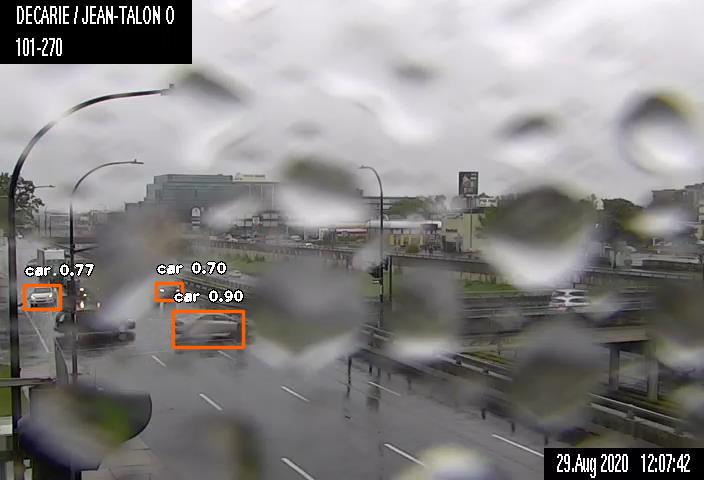 DECARIE / JEAN-TALON O
101-270
car 0.77
car 0.70
car 0.90
29.Aug 2020 12:07:42